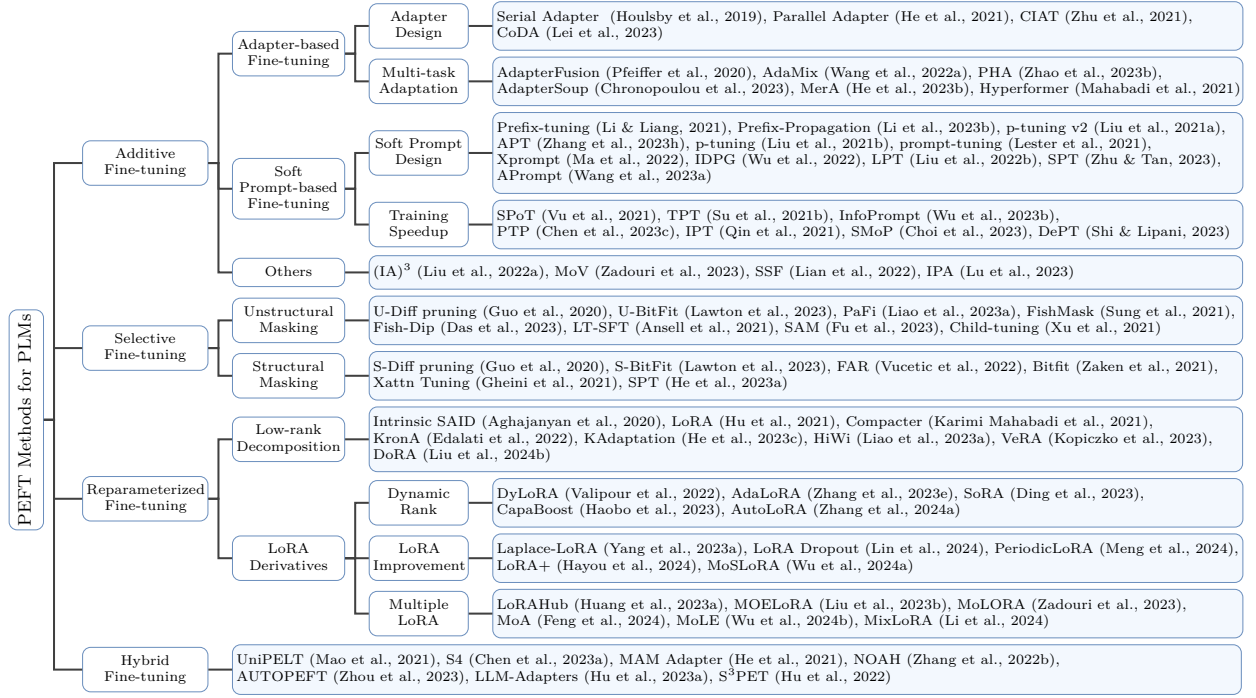 PEFT Methods for PLMs
Additive
Fine-tuning
Adapter-based
Fine-tuning
Adapter
Design
Serial Adapter (Houlsby et al., 2019), Parallel Adapter (He et al., 2021), CIAT (Zhu et al., 2021),
CoDA (Lei et al., 2023)
Multi-task
Adaptation
AdapterFusion (Pfeiffer et al., 2020), AdaMix (Wang et al., 2022a), PHA (Zhao et al., 2023b),
AdapterSoup (Chronopoulou et al., 2023), MerA (He et al., 2023b), Hyperformer (Mahabadi et al., 2021)
Soft
Prompt-based
Fine-tuning
Soft Prompt
Design
Prefix-tuning (Li & Liang, 2021), Prefix-Propagation (Li et al., 2023b), p-tuning v2 (Liu et al., 2021a),
APT (Zhang et al., 2023h), p-tuning (Liu et al., 2021b), prompt-tuning (Lester et al., 2021),
Xprompt (Ma et al., 2022), IDPG (Wu et al., 2022), LPT (Liu et al., 2022b), SPT (Zhu & Tan, 2023),
APrompt (Wang et al., 2023a)
Training
Speedup
SPoT (Vu et al., 2021), TPT (Su et al., 2021b), InfoPrompt (Wu et al., 2023b),
PTP (Chen et al., 2023c), IPT (Qin et al., 2021), SMoP (Choi et al., 2023), DePT (Shi & Lipani, 2023)
Others
(IA)³ (Liu et al., 2022a), MoV (Zadouri et al., 2023), SSF (Lian et al., 2022), IPA (Lu et al., 2023)
Selective
Fine-tuning
Unstructural
Masking
U-Diff pruning (Guo et al., 2020), U-BitFit (Lawton et al., 2023), PaFi (Liao et al., 2023a), FishMask (Sung et al., 2021),
Fish-Dip (Das et al., 2023), LT-SFT (Ansell et al., 2021), SAM (Fu et al., 2023), Child-tuning (Xu et al., 2021)
Structural
Masking
S-Diff pruning (Guo et al., 2020), S-BitFit (Lawton et al., 2023), FAR (Vucetic et al., 2022), Bitfit (Zaken et al., 2021),
Xattn Tuning (Gheini et al., 2021), SPT (He et al., 2023a)
Reparameterized
Fine-tuning
Low-rank
Decomposition
Intrinsic SAID (Aghajanyan et al., 2020), LoRA (Hu et al., 2021), Compacter (Karimi Mahabadi et al., 2021),
KronA (Edalati et al., 2022), KAdaptation (He et al., 2023c), HiWi (Liao et al., 2023a), VeRA (Kopiczko et al., 2023),
DoRA (Liu et al., 2024b)
LoRA
Derivatives
Dynamic
Rank
DyLoRA (Valipour et al., 2022), AdaLoRA (Zhang et al., 2023e), SoRA (Ding et al., 2023),
CapaBoost (Haobo et al., 2023), AutoLoRA (Zhang et al., 2024a)
LoRA
Improvement
Laplace-LoRA (Yang et al., 2023a), LoRA Dropout (Lin et al., 2024), PeriodicLoRA (Meng et al., 2024),
LoRA+ (Hayou et al., 2024), MoSLoRA (Wu et al., 2024a)
Multiple
LoRA
LoRAHub (Huang et al., 2023a), MOELoRA (Liu et al., 2023b), MoLORA (Zadouri et al., 2023),
MoA (Feng et al., 2024), MoLE (Wu et al., 2024b), MixLoRA (Li et al., 2024)
Hybrid
Fine-tuning
UniPELT (Mao et al., 2021), S4 (Chen et al., 2023a), MAM Adapter (He et al., 2021), NOAH (Zhang et al., 2022b),
AUTOPEFT (Zhou et al., 2023), LLM-Adapters (Hu et al., 2023a), S³PET (Hu et al., 2022)